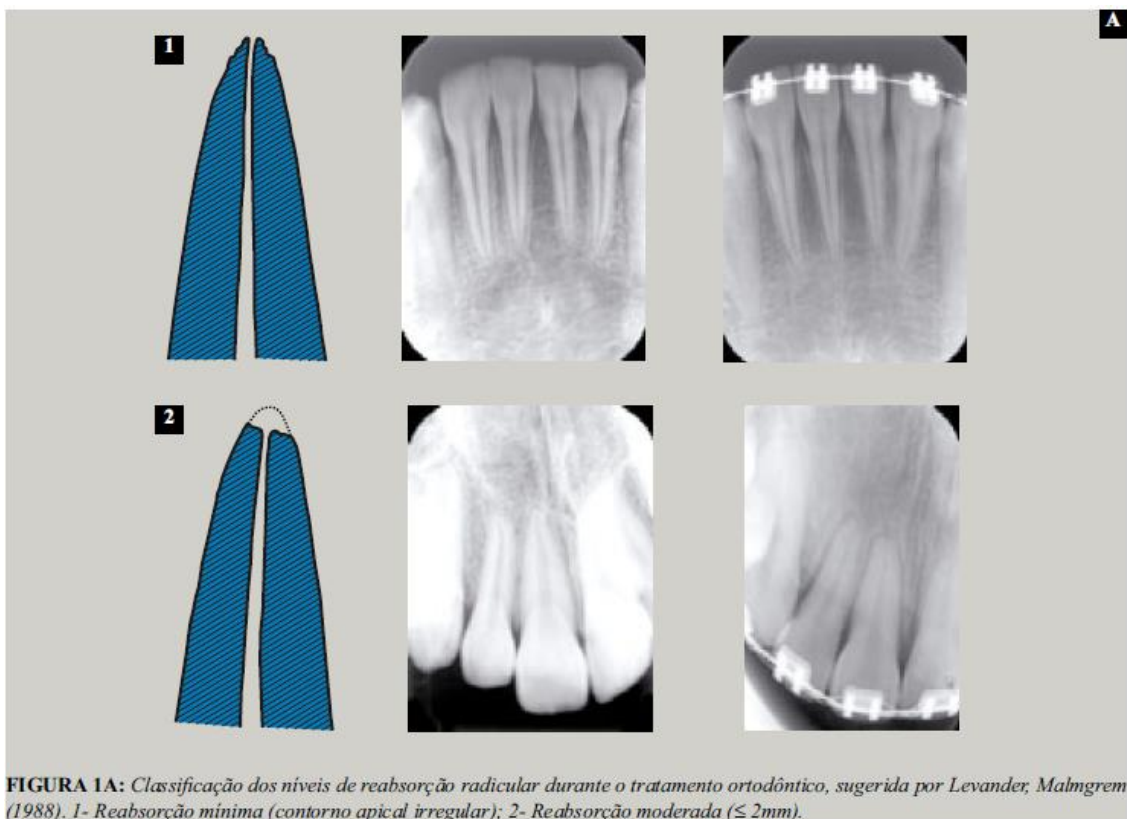 A
1
2
FIGURA 1A: Classificação dos níveis de reabsorção radicular durante o tratamento ortodôntico, sugerida por Levander, Malmgrem
(1988). 1- Reabsorção mínima (contorno apical irregular); 2- Reabsorção moderada (≤ 2mm).